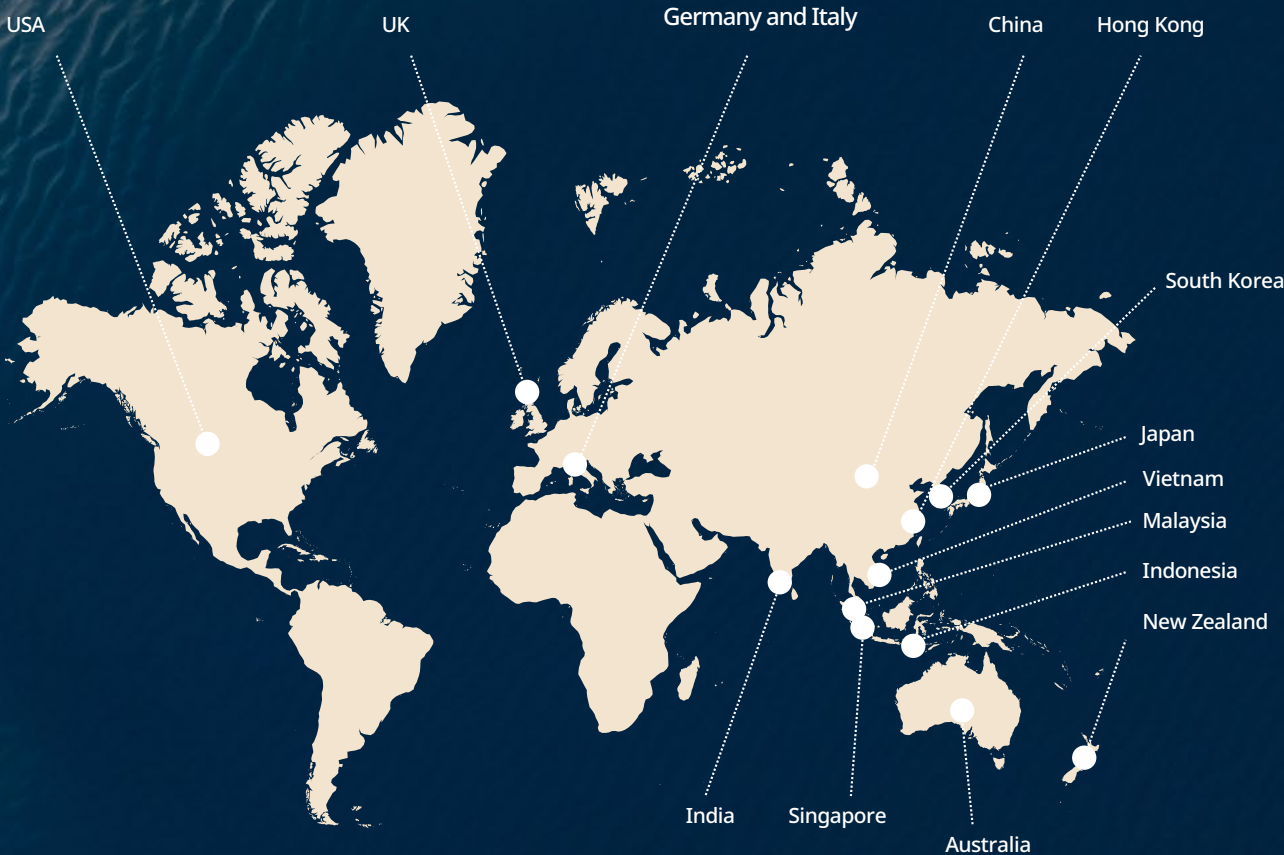 USA
UK
Germany and Italy
China
Hong Kong
South Korea
Japan
Vietnam
Malaysia
Indonesia
New Zealand
India
Singapore
Australia